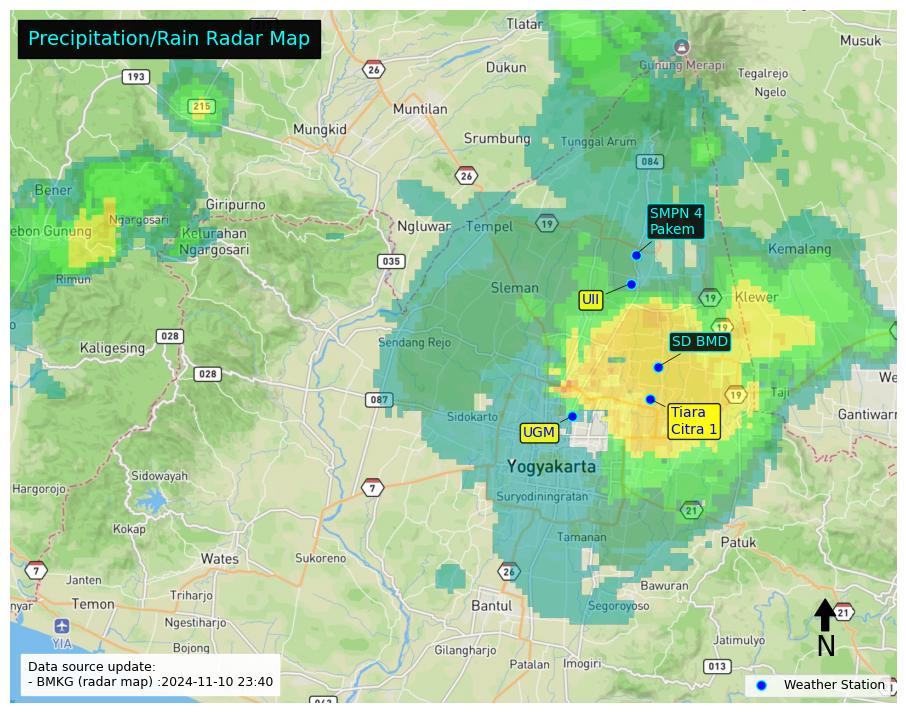 Precipitation/Rain Radar Map
Tlatar
Musuk
26
Gunung Merapi
193
Dukun
Tegalrejo
Ngelo
215
Muntilan
Mungkid
Srumbung
Tunggal Arum
084
26
Bener
Giripurno
Ngargosari
SMPN 4
Pakem
Ngluwar
Tempel
19
ebon Gunung
Kelurahan
Ngargosari
Kemalang
035
Rimun
Sleman
UII
19
Klewer
028
19
Kaligesing
Sendang Rejo
SD BMD
028
We
087
19
Taji
Sidokarto
Tiara
Citra 1
Gantiwarn
UGM
Yogyakarta
Sidowayah
Hargorojo
7
Suryodiningratan
21
Kokap
Tamanan
Patuk
Wates
Sukoreno
7
Janten
26
Bawuran
Triharjo
nyar
Temon
Bantul
Segoroyoso
21
Ngestiharjo
YIA
N
Jatimulyo
Bojong
Gilangharjo
Patalan
Imogiri
013
Data source update:
- BMKG (radar map) :2024-11-10 23:40
Weather Station